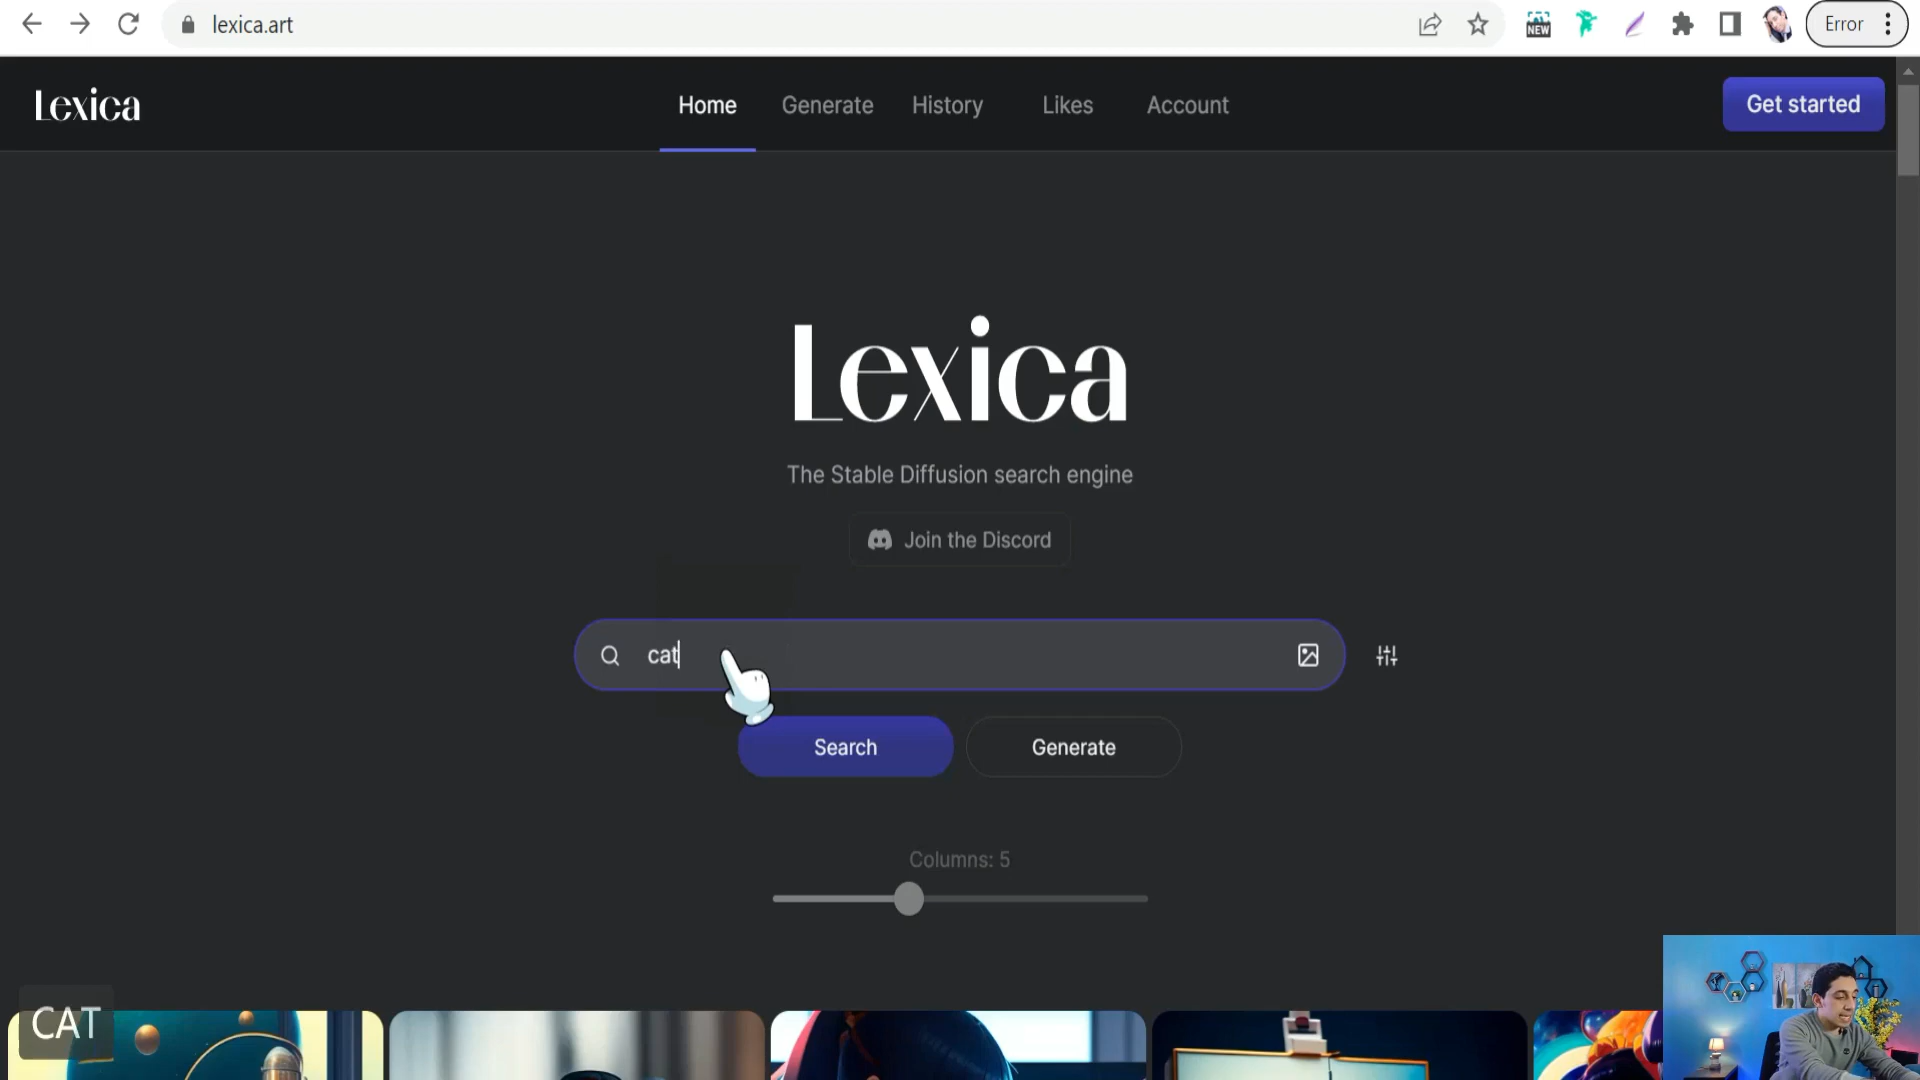 lexica.art
NEW
Error
Lexica
Home
Generate
History
Likes
Account
Get started
Lexica
The Stable Diffusion search engine
Join the Discord
cat
Search
Generate
Columns: 5
CAT